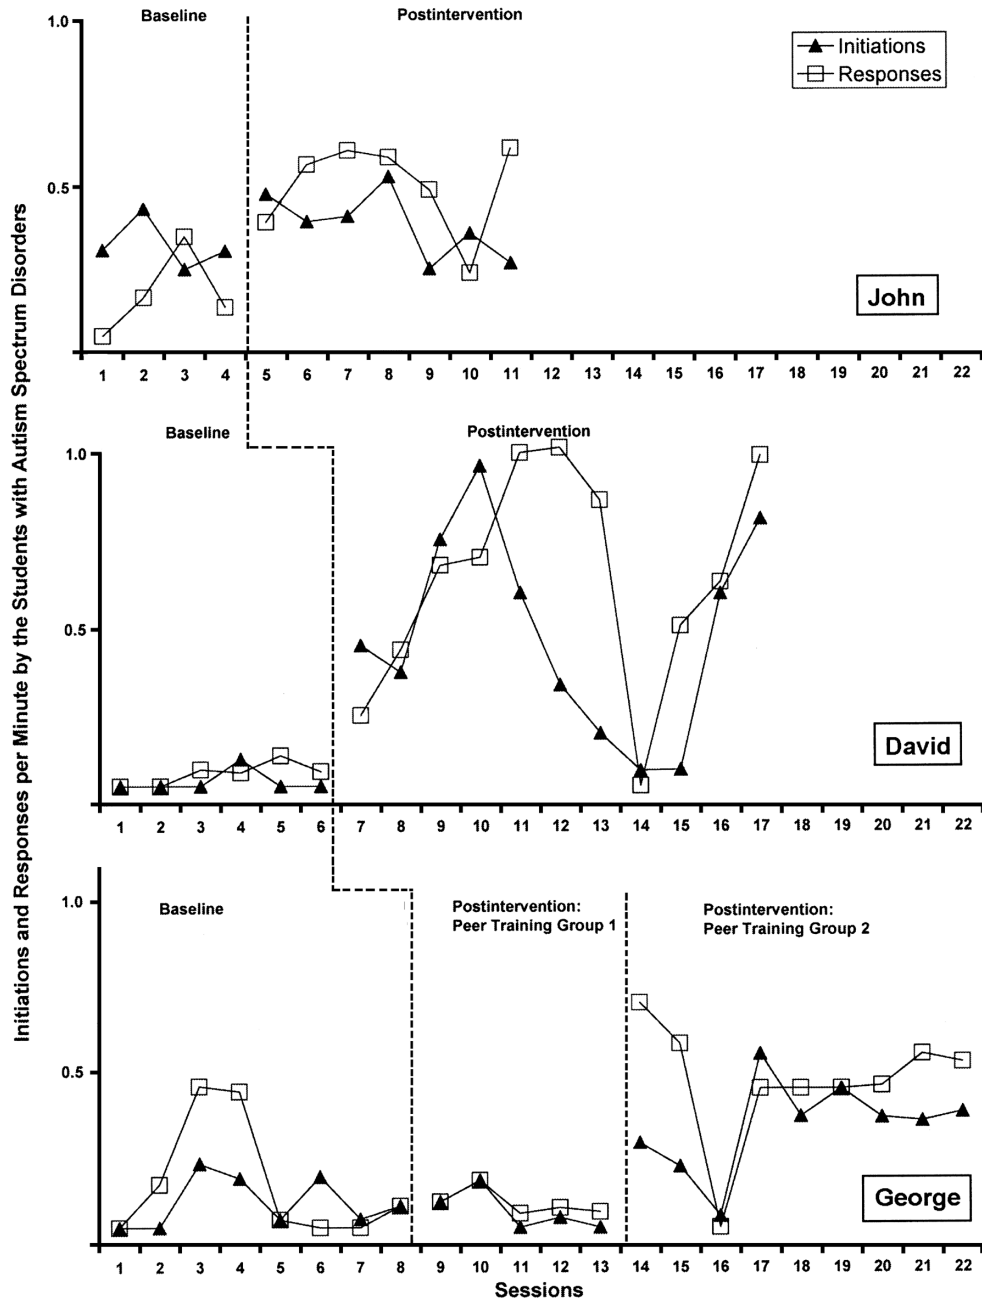 Initiations and Responses per Minute by the Students with Autism Spectrum Disorders
Baseline
Postintervention
1.0
Initiations
Responses
0.5
John
1 2 3 4 5 6 7 8 9 10 11 12 13 14 15 16 17 18 19 20 21 22
Baseline
Postintervention
1.0
0.5
David
1 2 3 4 5 6 7 8 9 10 11 12 13 14 15 16 17 18 19 20 21 22
1.0
Baseline
Postintervention:
Peer Training Group 1
Postintervention:
Peer Training Group 2
0.5
George
1 2 3 4 5 6 7 8 9 10 11 12 13 14 15 16 17 18 19 20 21 22
Sessions